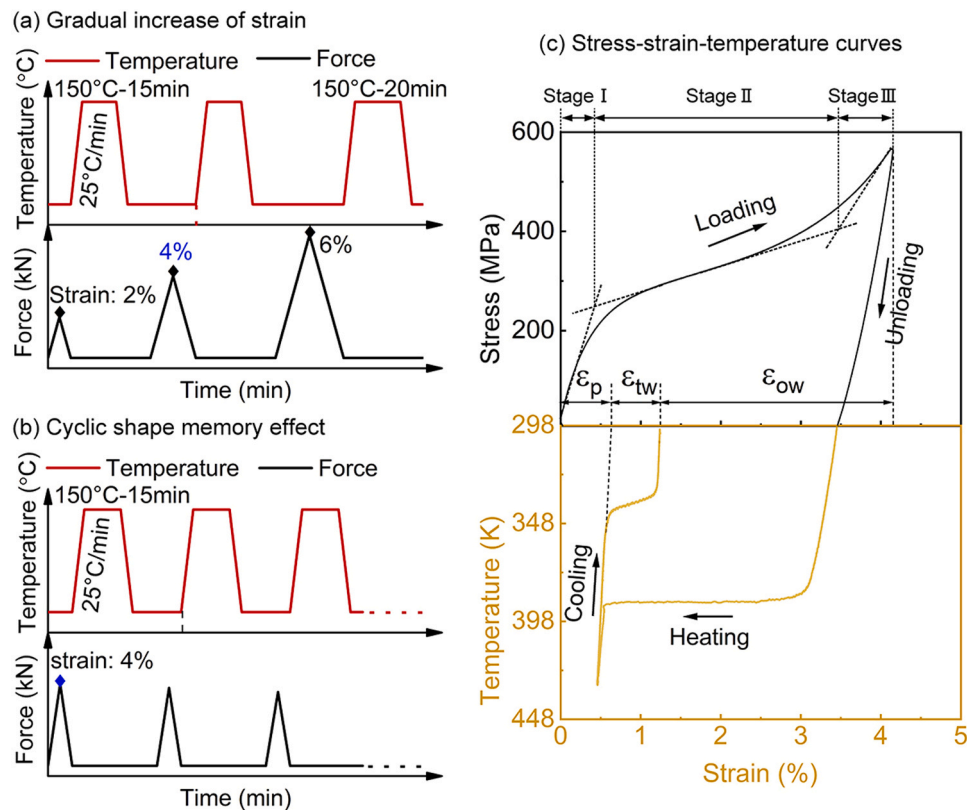 (a) Gradual increase of strain
Temperature Force
Temperature (°C)
150°C-15min 150°C-20min
25°C/min
Force (kN)
Strain: 2%
4%
6%
Time (min)
(b) Cyclic shape memory effect
Temperature Force
Temperature (°C)
150°C-15min
25°C/min
Force (kN)
strain: 4%
Time (min)
(c) Stress-strain-temperature curves
Stage Ⅰ Stage Ⅱ Stage Ⅲ
600
400
200
298
Stress (MPa)
Loading
Unloading
εp εtw εow
348
398
448
Temperature (K)
Cooling
Heating
0 1 2 3 4 5
Strain (%)